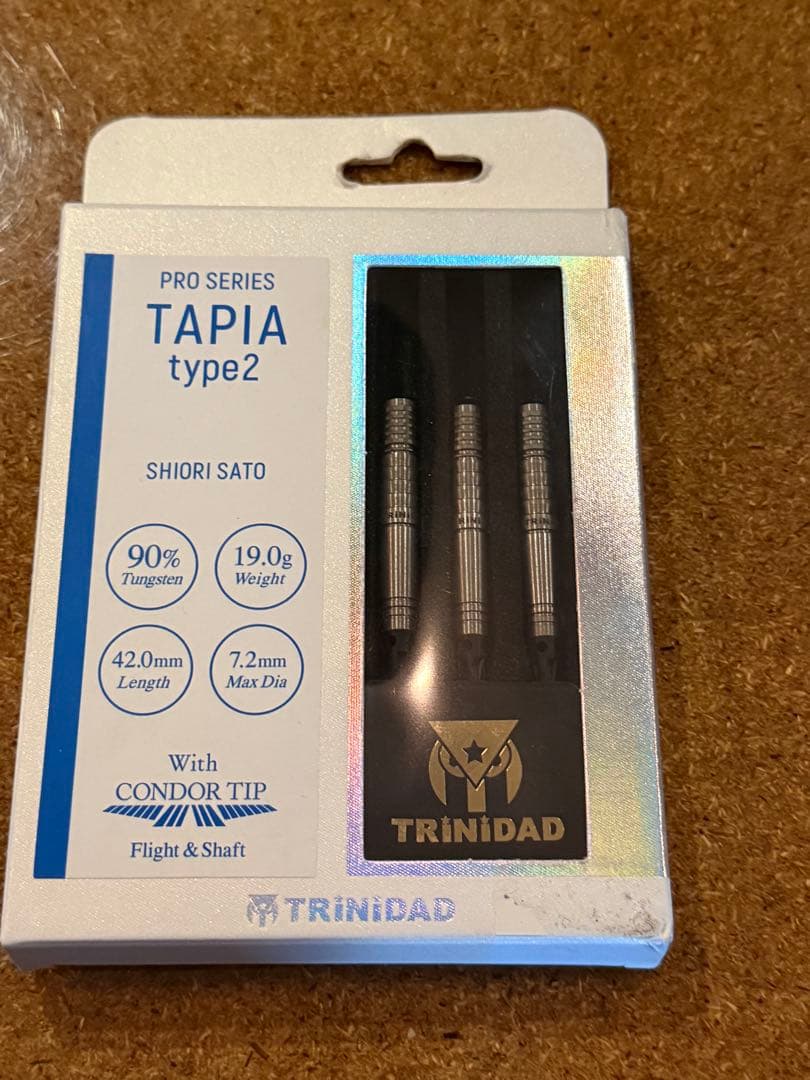 PRO SERIES
TAPIA
type2
SHIORI SATO
90%
Tungsten
19.0g
Weight
42.0mm
Length
7.2mm
Max Dia
With
CONDOR TIP
Flight & Shaft
TRiNiDAD
TRiNiDAD